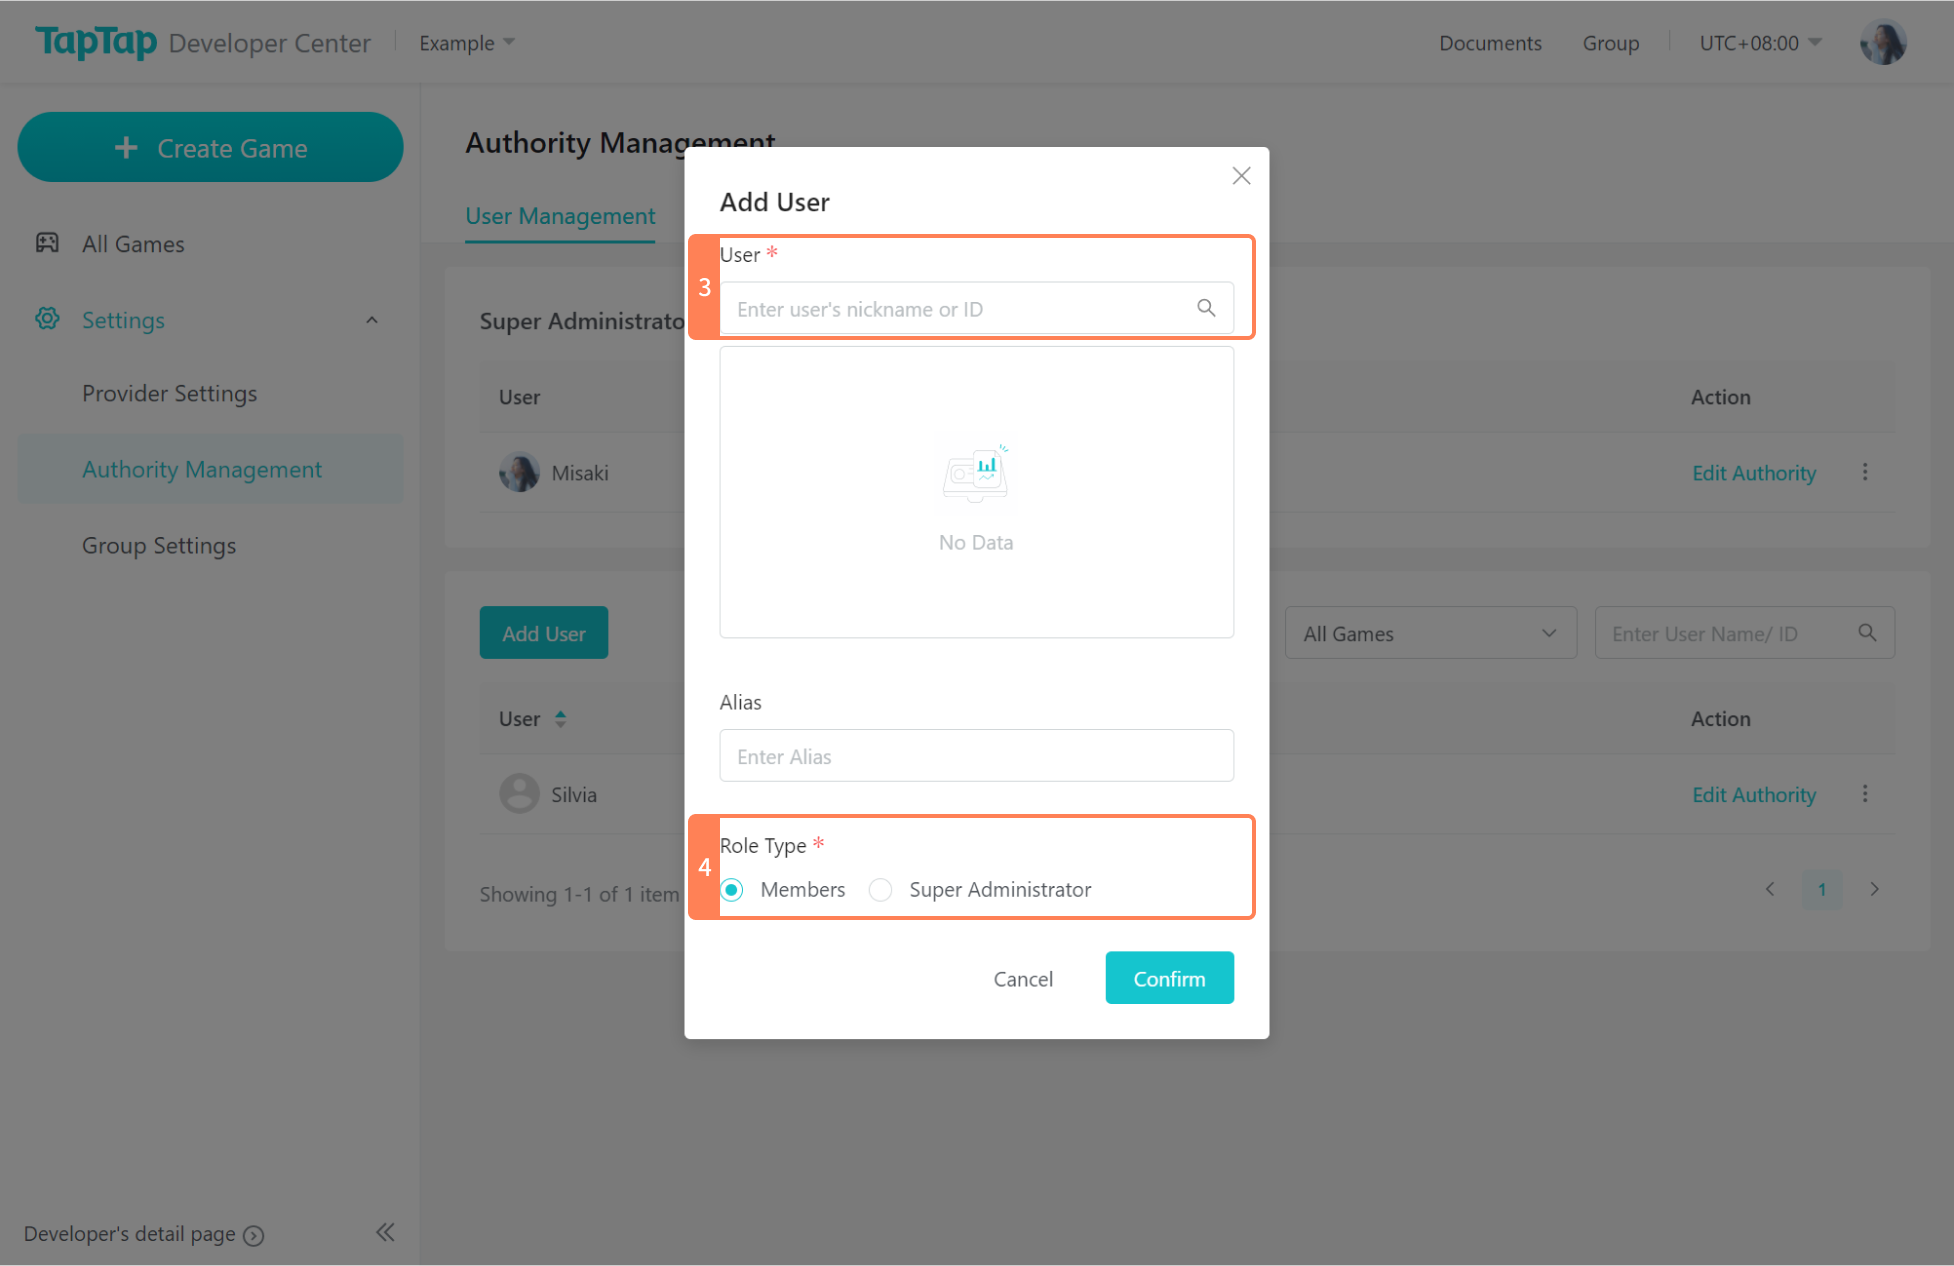 TapTap Developer Center
Example
Documents
Group
UTC+08:00
Create Game
All Games
Settings
Provider Settings
Authority Management
Group Settings
Developer's detail page
Authority Management
User Management
Super Administrato
User
Action
Misaki
Edit Authority
Add User
All Games
Enter User Name/ ID
User
Action
Silvia
Edit Authority
Showing 1-1 of 1 item
1
Add User
3
User *
Enter user's nickname or ID
No Data
Alias
Enter Alias
4
Role Type *
Members
Super Administrator
Cancel
Confirm